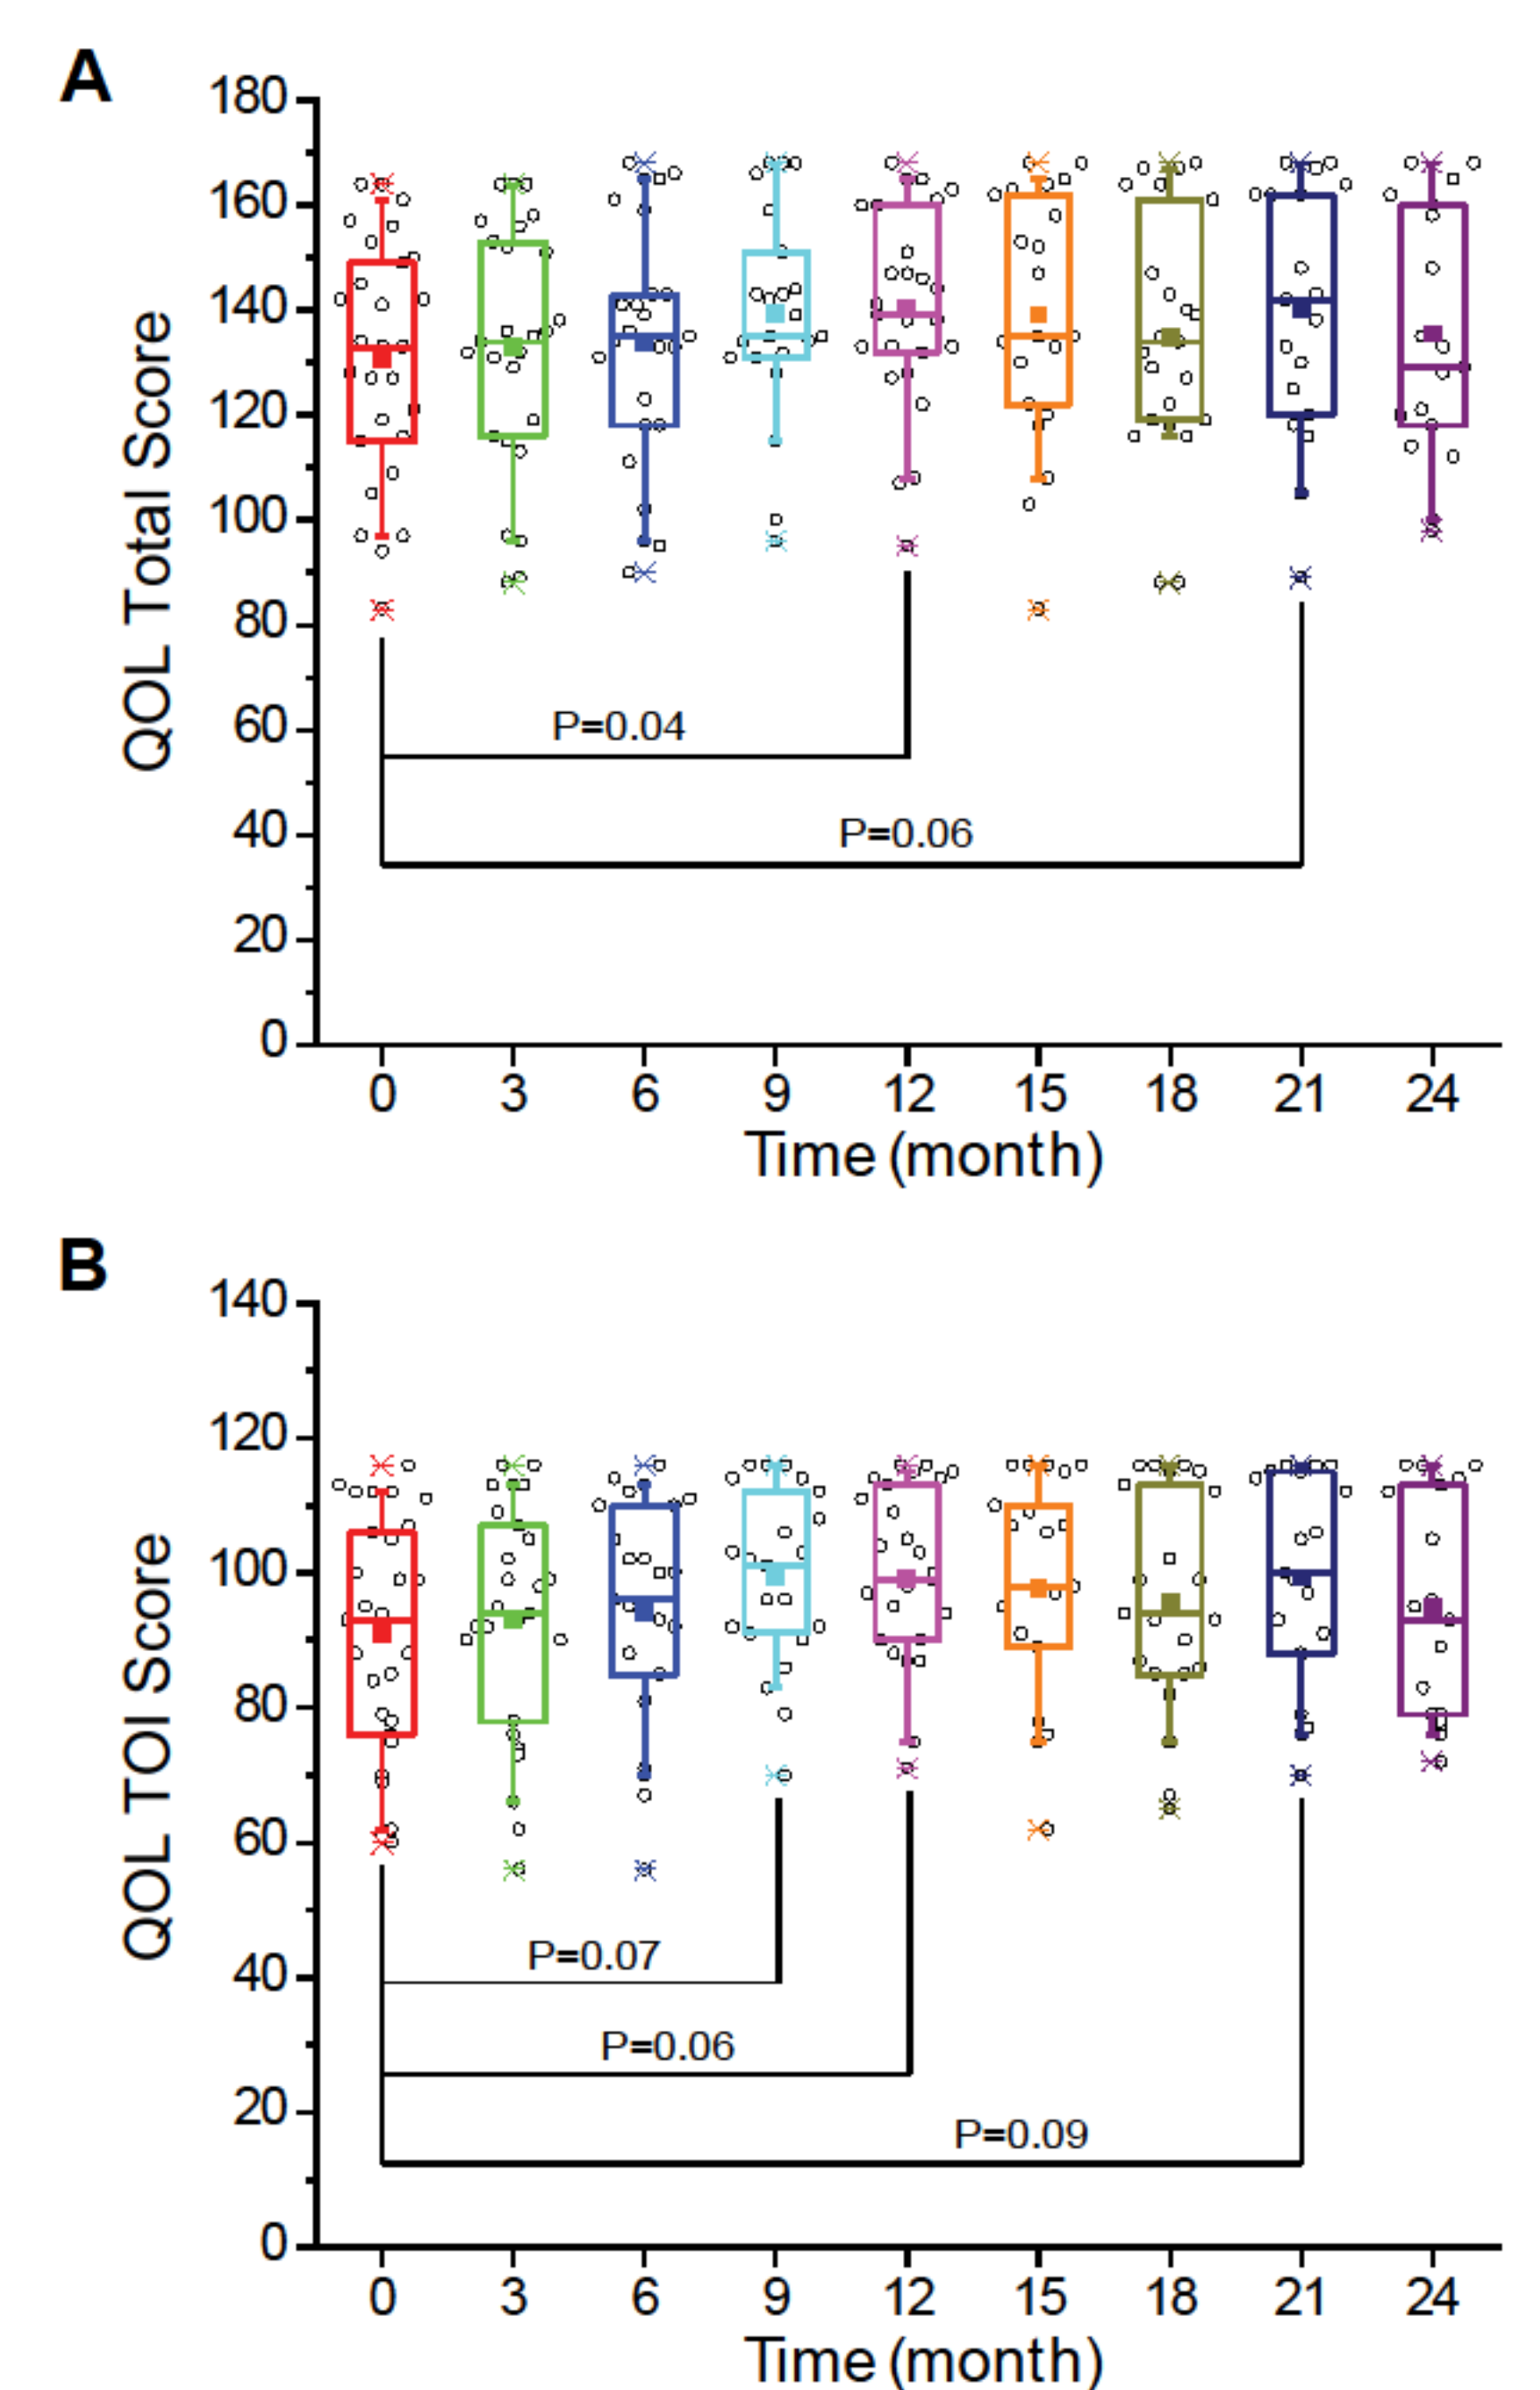 A
180
160
140
120
100
80
60
40
20
0
QOL Total Score
P=0.04
P=0.06
0 3 6 9 12 15 18 21 24
Time (month)
B
140
120
100
80
60
40
20
0
QOL TOI Score
P=0.07
P=0.06
P=0.09
0 3 6 9 12 15 18 21 24
Time (month)